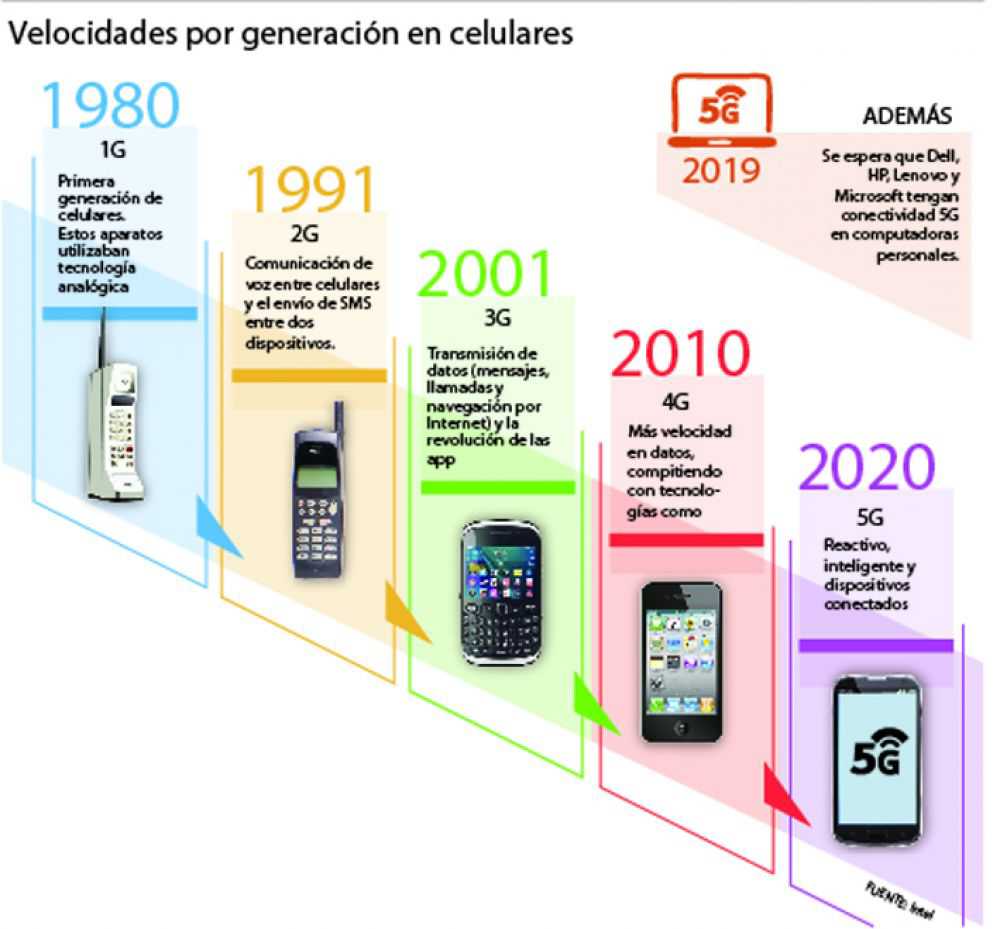 Velocidades por generación en celulares
1980
1G
Primera
generación de
celulares.
Estos aparatos
utilizaban
tecnología
analógica
1991
2G
Comunicación de
voz entre celulares
y el envío de SMS
entre dos
dispositivos.
2001
3G
Transmisión de
datos (mensajes,
llamadas y
navegación por
Internet) y la
revolución de las
app
2010
4G
Más velocidad
en datos,
compitiendo
con tecnolo-
gías como
2020
5G
Reactivo,
inteligente y
dispositivos
conectados
5G
5G
2019
ADEMÁS
Se espera que Dell,
HP, Lenovo y
Microsoft tengan
conectividad 5G
en computadoras
personales.
FUENTE: Intel